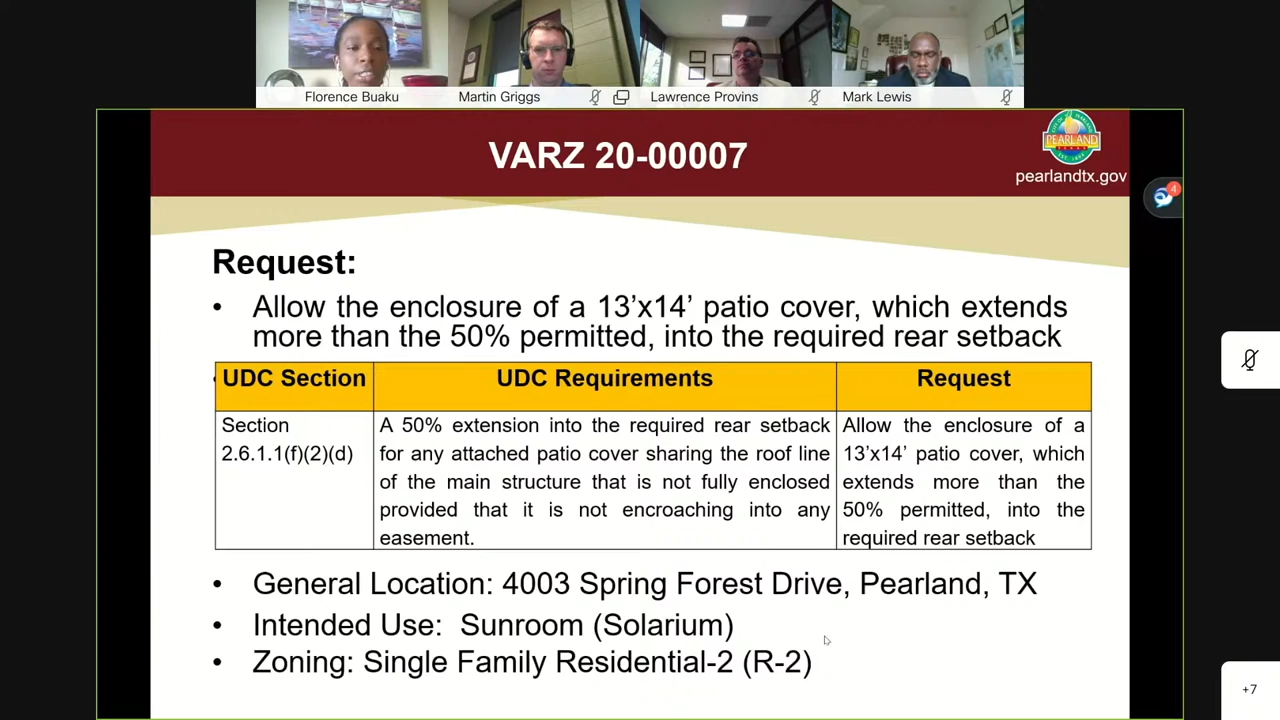 Florence Buaku
Martin Griggs
Lawrence Provins
Mark Lewis
VARZ 20-00007
PEARLAND
pearlandtx.gov
4
Request:
• Allow the enclosure of a 13’x14’ patio cover, which extends
more than the 50% permitted, into the required rear setback
UDC Section
UDC Requirements
Request
Section
2.6.1.1(f)(2)(d)
A 50% extension into the required rear setback
for any attached patio cover sharing the roof line
of the main structure that is not fully enclosed
provided that it is not encroaching into any
easement.
Allow the enclosure of a
13’x14’ patio cover, which
extends more than the
50% permitted, into the
required rear setback
• General Location: 4003 Spring Forest Drive, Pearland, TX
• Intended Use: Sunroom (Solarium)
• Zoning: Single Family Residential-2 (R-2)
+7